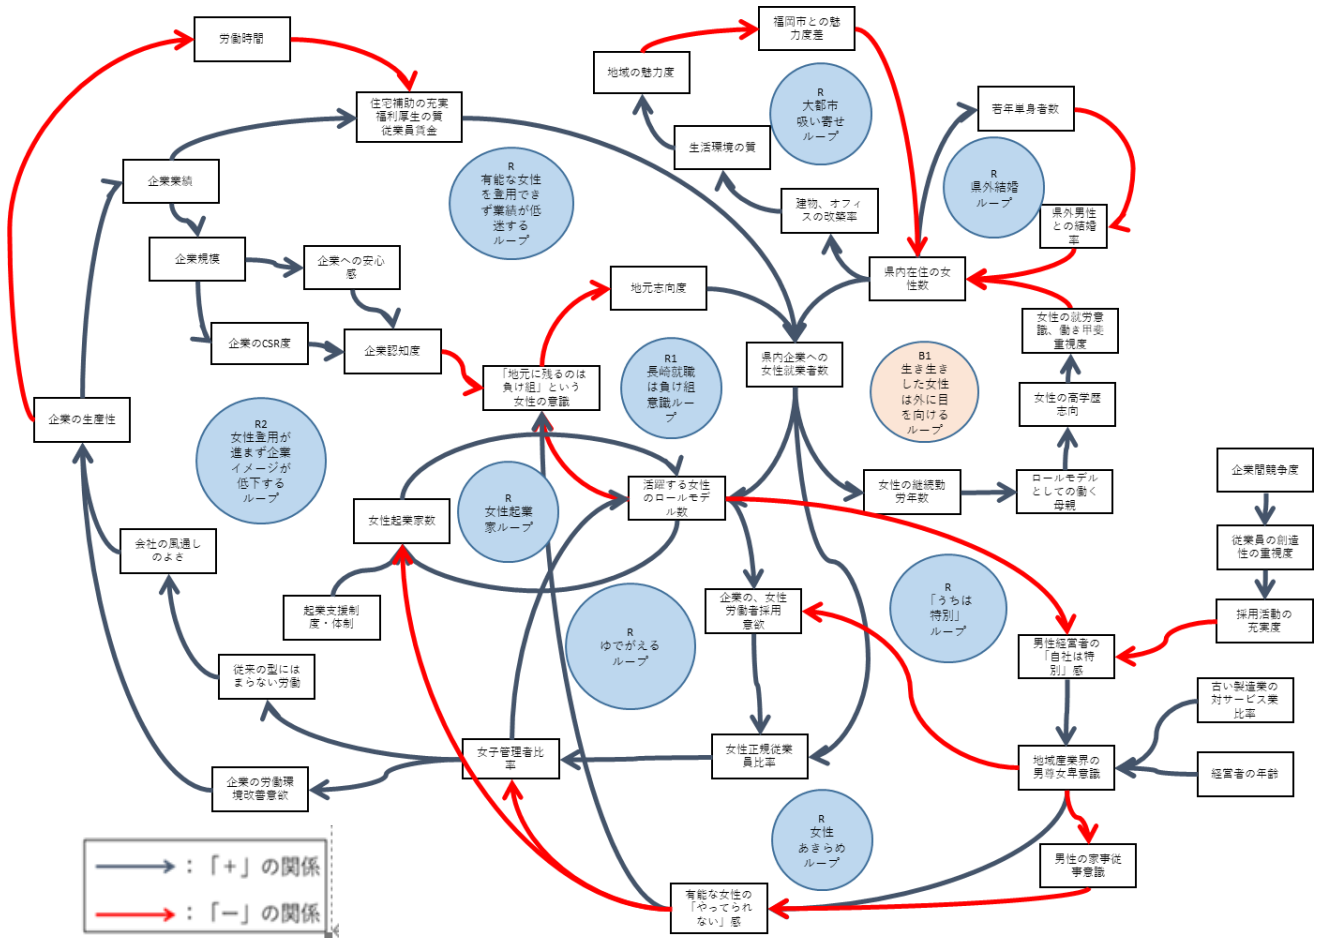 労働時間
福岡市との魅
力度差
地域の魅力度
R
大都市
吸い寄せ
ループ
若年単身者数
住宅補助の充実
福利厚生の質
従業員賃金
生活環境の質
企業業績
R
有能な女性
を登用でき
ず業績が低
迷する
ループ
R
県外結婚
ループ
建物、オフィ
スの改築率
県外男性
との結婚
率
企業規模
企業への安心
感
地元志向度
県内在住の女
性数
企業のCSR度
企業認知度
女性の就労意
識、働き甲斐
重視度
県内企業への
女性就業者数
「地元に残るのは
負け組」という
女性の意識
R1
長崎就職
は負け組
意識ルー
プ
B1
生き生き
した女性
は外に目
を向ける
ループ
女性の高学歴
志向
企業の生産性
R2
女性登用が
進まず企業
イメージが
低下する
ループ
企業間競争度
活躍する女性
のロールモデ
ル数
女性の継続勤
労年数
ロールモデル
としての働く
母親
R
女性起業
家ループ
女性起業家数
会社の風通し
のよさ
従業員の創造
性の重視度
起業支援制
度・体制
企業の、女性
労働者採用
意欲
R
「うちは
特別」
ループ
採用活動の
充実度
R
ゆでがえる
ループ
男性経営者の
「自社は特
別」感
従来の型には
まらない労働
古い製造業の
対サービス業
比率
女子管理者比
率
女性正規従業
員比率
地域産業界の
男尊女卑意識
経営者の年齢
企業の労働環
境改善意欲
R
女性
あきらめ
ループ
男性の家事従
事意識
有能な女性の
「やってられ
ない」感
：「＋」の関係
：「－」の関係